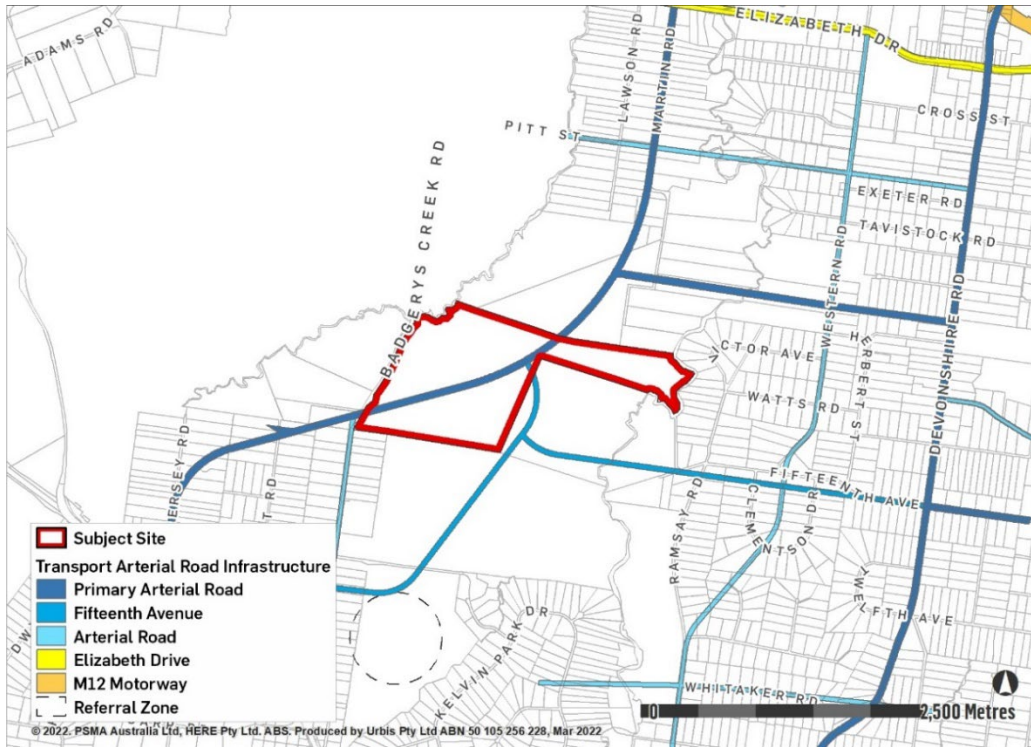 ADAMS RD
ELIZABETH DR
LAWSON RD
MARTIN RD
CROSS ST
PITT ST
EXETER RD
TAVISTOCK RD
BADGERYS CREEK RD
WESTERN RD
DEVONSHIRE RD
HERBERT ST
CTOR AVE
WATTS RD
FIFTEENTH AVE
RAMSAY RD
CLEMENTSON RD
TWELFTH AVE
KELVIN PARK DR
WHITAKER RD
ERSEY RD
Subject Site
Transport Arterial Road Infrastructure
Primary Arterial Road
Fifteenth Avenue
Arterial Road
Elizabeth Drive
M12 Motorway
Referral Zone
0 2,500 Metres
© 2022. PSMA Australia Ltd, HERE Pty Ltd. ABS. Produced by Urbis Pty Ltd ABN 50 105 256 228, Mar 2022